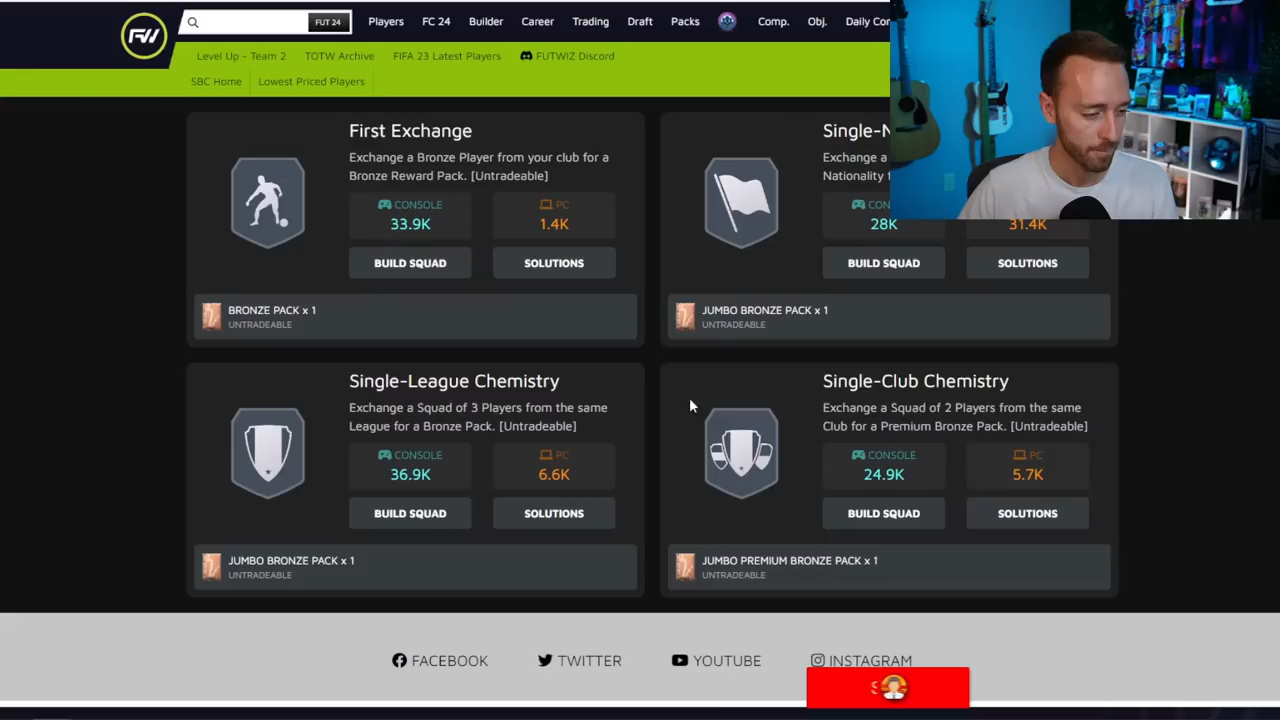 FW
FUT 24
Players FC 24 Builder Career Trading Draft Packs Comp. Obj. Daily Con
Level Up - Team 2 TOTW Archive FIFA 23 Latest Players FUTWIZ Discord
SBC Home Lowest Priced Players
First Exchange
Exchange a Bronze Player from your club for a
Bronze Reward Pack. [Untradeable]
CONSOLE PC
33.9K 1.4K
BUILD SQUAD SOLUTIONS
BRONZE PACK x 1
UNTRADEABLE
Single-N
Exchange a
Nationality f
CON
28K 31.4K
BUILD SQUAD SOLUTIONS
JUMBO BRONZE PACK x 1
UNTRADEABLE
Single-League Chemistry
Exchange a Squad of 3 Players from the same
League for a Bronze Pack. [Untradeable]
CONSOLE PC
36.9K 6.6K
BUILD SQUAD SOLUTIONS
JUMBO BRONZE PACK x 1
UNTRADEABLE
Single-Club Chemistry
Exchange a Squad of 2 Players from the same
Club for a Premium Bronze Pack. [Untradeable]
CONSOLE PC
24.9K 5.7K
BUILD SQUAD SOLUTIONS
JUMBO PREMIUM BRONZE PACK x 1
UNTRADEABLE
FACEBOOK TWITTER YOUTUBE INSTAGRAM